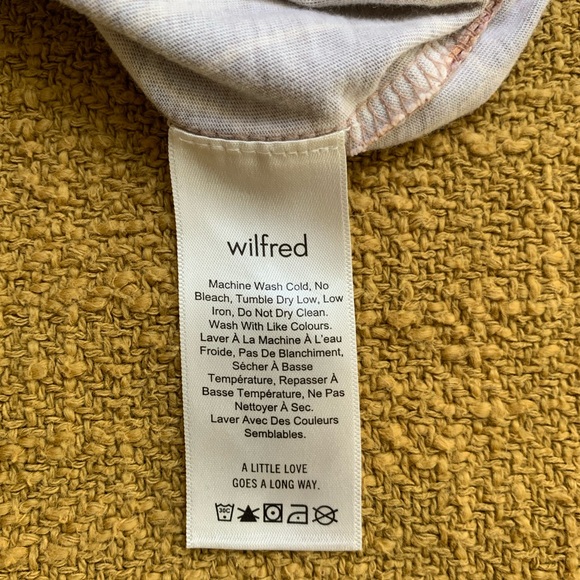 wilfred
Machine Wash Cold, No
Bleach, Tumble Dry Low, Low
Iron, Do Not Dry Clean.
Wash With Like Colours.
Laver À La Machine À L'eau
Froide, Pas De Blanchiment,
Sécher À Basse
Température, Repasser À
Basse Température, Ne Pas
Nettoyer À Sec.
Laver Avec Des Couleurs
Semblables.
A LITTLE LOVE
GOES A LONG WAY.
30C